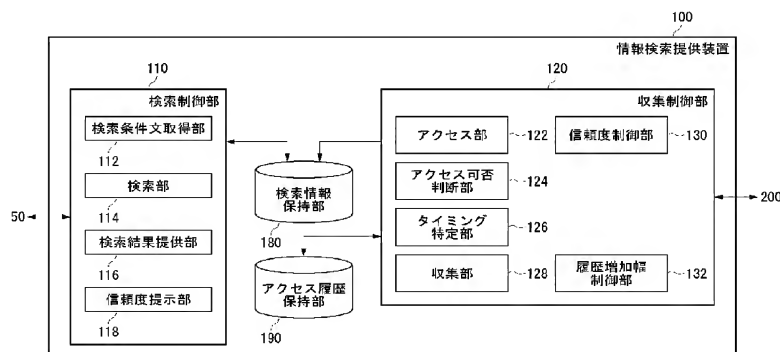 100
情報検索提供装置
110
検索制御部
検索条件文取得部
112
検索部
114
検索結果提供部
116
信頼度提示部
118
50
検索情報
保持部
180
アクセス履歴
保持部
190
120
収集制御部
アクセス部
122
信頼度制御部
130
アクセス可否
判断部
124
タイミング
特定部
126
収集部
128
履歴増加幅
制御部
132
200